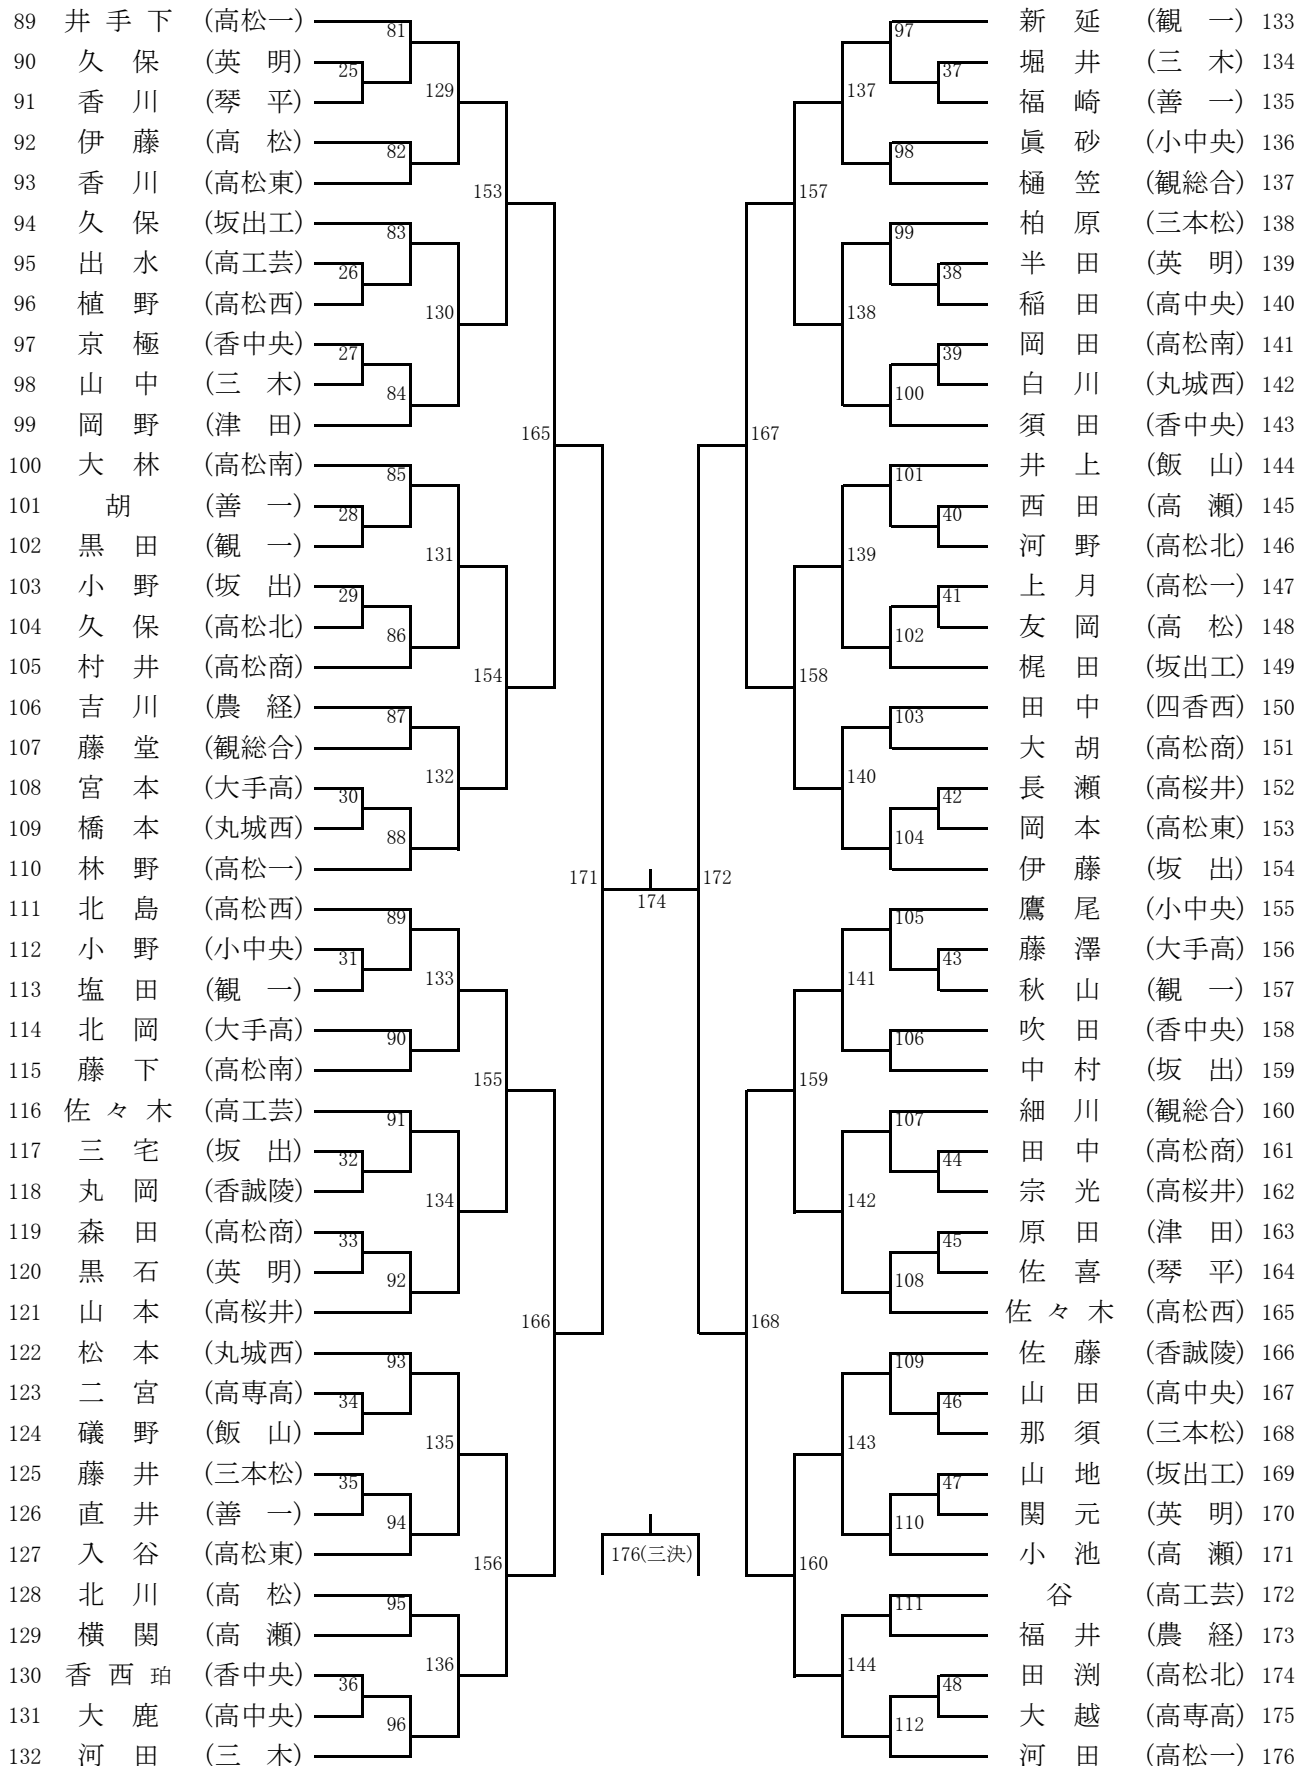 89 井手下 (高松一) 81 97 新延 (観一) 133
90 久保 (英明) 25 37 堀井 (三木) 134
91 香川 (琴平) 129 137 福崎 (善一) 135
92 伊藤 (高松) 82 98 眞砂 (小中央) 136
93 香川 (高松東) 153 157 樋笠 (観総合) 137
94 久保 (坂出工) 83 99 柏原 (三本松) 138
95 出水 (高工芸) 26 38 半田 (英明) 139
96 植野 (高松西) 130 138 稲田 (高中央) 140
97 京極 (香中央) 27 39 岡田 (高松南) 141
98 山中 (三木) 84 100 白川 (丸城西) 142
99 岡野 (津田) 165 167 須田 (香中央) 143
100 大林 (高松南) 85 101 井上 (飯山) 144
101 胡 (善一) 28 40 西田 (高瀬) 145
102 黒田 (観一) 131 139 河野 (高松北) 146
103 小野 (坂出) 29 41 上月 (高松一) 147
104 久保 (高松北) 86 102 友岡 (高松) 148
105 村井 (高松商) 154 158 梶田 (坂出工) 149
106 吉川 (農経) 87 103 田中 (四香西) 150
107 藤堂 (観総合) 132 140 大胡 (高松商) 151
108 宮本 (大手高) 30 42 長瀬 (高桜井) 152
109 橋本 (丸城西) 88 104 岡本 (高松東) 153
110 林野 (高松一) 171 172 伊藤 (坂出) 154
174
111 北島 (高松西) 89 105 鷹尾 (小中央) 155
112 小野 (小中央) 31 43 藤澤 (大手高) 156
113 塩田 (観一) 133 141 秋山 (観一) 157
114 北岡 (大手高) 90 106 吹田 (香中央) 158
115 藤下 (高松南) 155 159 中村 (坂出) 159
116 佐々木 (高工芸) 91 107 細川 (観総合) 160
117 三宅 (坂出) 32 44 田中 (高松商) 161
118 丸岡 (香誠陵) 134 142 宗光 (高桜井) 162
119 森田 (高松商) 33 45 原田 (津田) 163
120 黒石 (英明) 92 108 佐喜 (琴平) 164
121 山本 (高桜井) 166 168 佐々木 (高松西) 165
122 松本 (丸城西) 93 109 佐藤 (香誠陵) 166
123 二宮 (高専高) 34 46 山田 (高中央) 167
124 礒野 (飯山) 135 143 那須 (三本松) 168
125 藤井 (三本松) 35 47 山地 (坂出工) 169
126 直井 (善一) 94 110 関元 (英明) 170
127 入谷 (高松東) 156 176(三決) 160 小池 (高瀬) 171
128 北川 (高松) 95 111 谷 (高工芸) 172
129 横関 (高瀬) 136 144 福井 (農経) 173
130 香西珀 (香中央) 36 48 田渕 (高松北) 174
131 大鹿 (高中央) 96 112 大越 (高専高) 175
132 河田 (三木) 河田 (高松一) 176